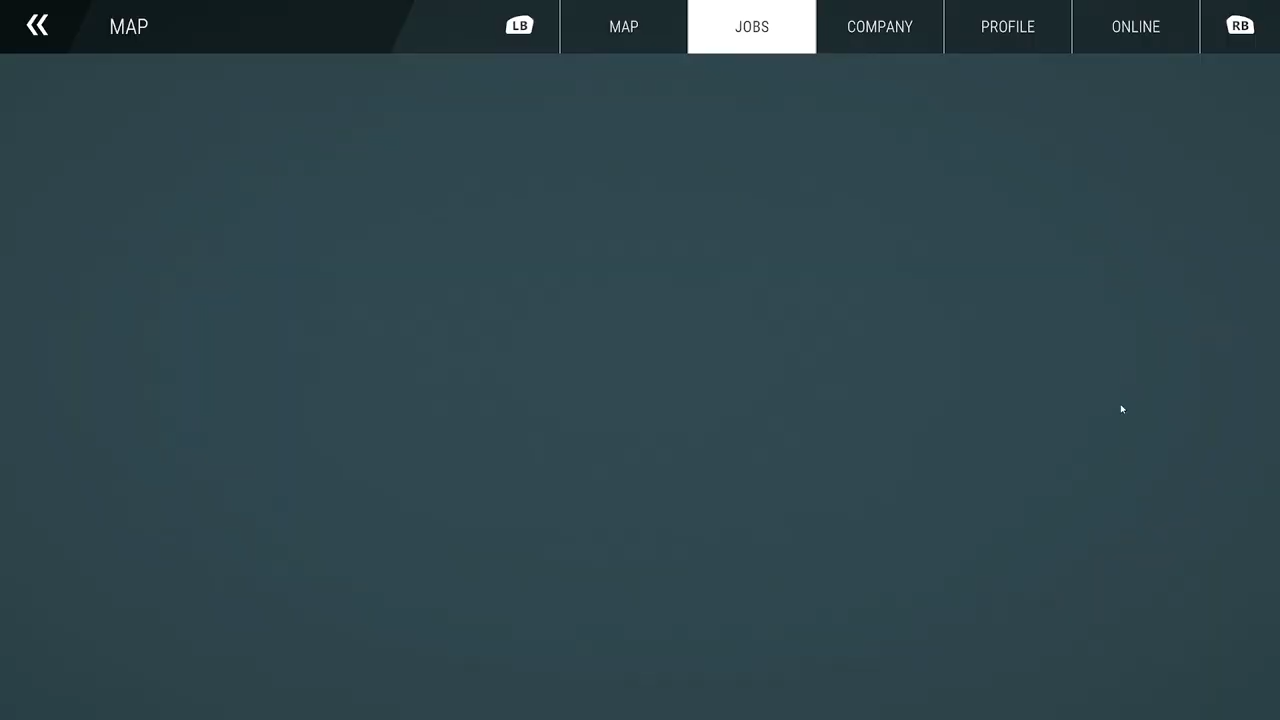 MAP
LB
MAP
JOBS
COMPANY
PROFILE
ONLINE
RB